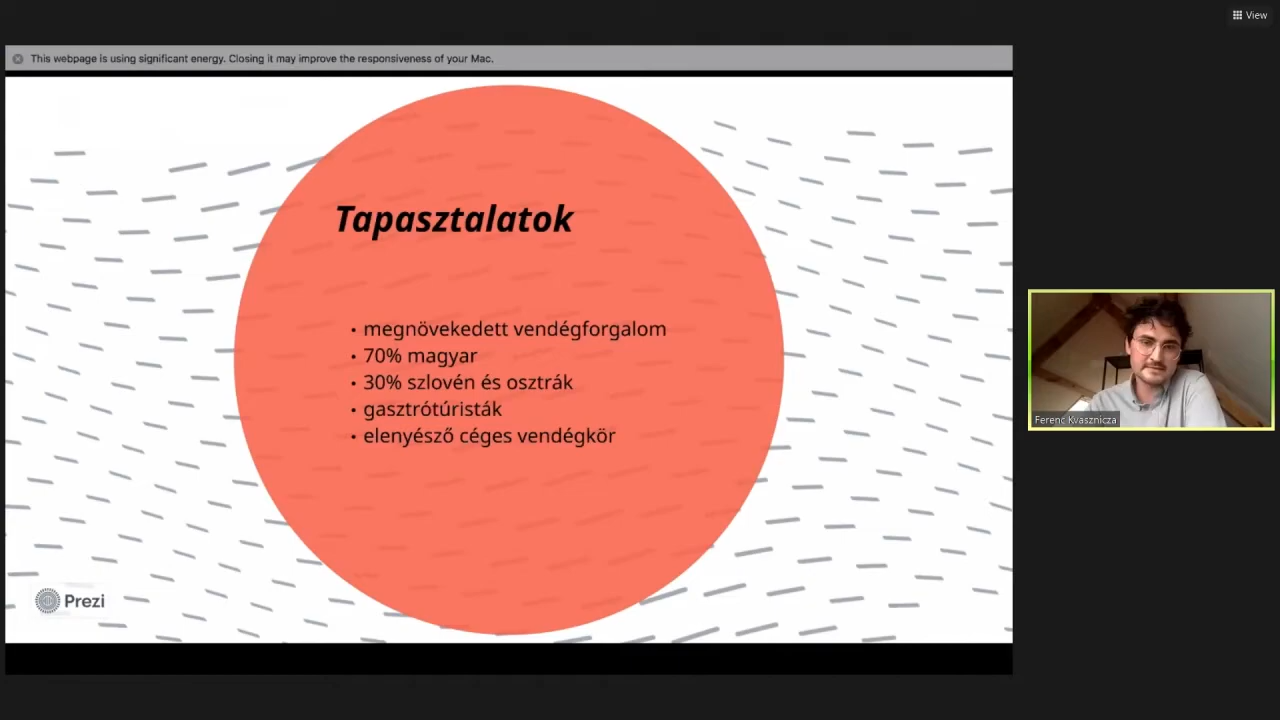 View
This webpage is using significant energy. Closing it may improve the responsiveness of your Mac.
Tapasztalatok
• megnövekedett vendégforgalom
• 70% magyar
• 30% szlovén és osztrák
• gasztrótúristák
• elenyésző céges vendégkör
Ferenc Kvasznicza
Prezi